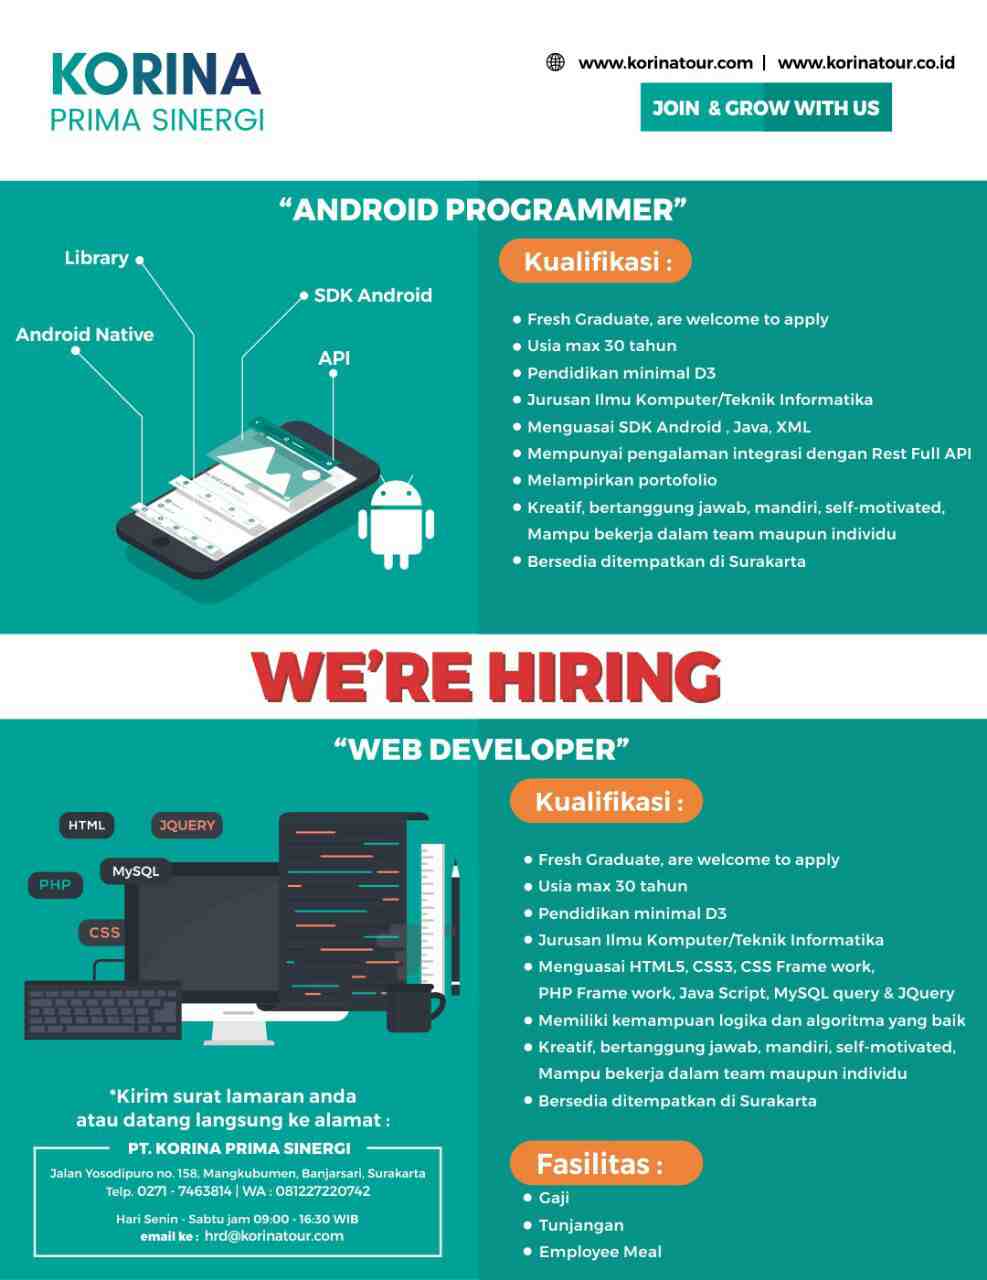 KORINA
PRIMA SINERGI
www.korinatour.com | www.korinatour.co.id
JOIN & GROW WITH US
“ANDROID PROGRAMMER”
Library
SDK Android
Android Native
API
Kualifikasi :
• Fresh Graduate, are welcome to apply
• Usia max 30 tahun
• Pendidikan minimal D3
• Jurusan Ilmu Komputer/Teknik Informatika
• Menguasai SDK Android , Java, XML
• Mempunyai pengalaman integrasi dengan Rest Full API
• Melampirkan portofolio
• Kreatif, bertanggung jawab, mandiri, self-motivated,
Mampu bekerja dalam team maupun individu
• Bersedia ditempatkan di Surakarta
WE’RE HIRING
“WEB DEVELOPER”
HTML
JQUERY
MySQL
PHP
CSS
Kualifikasi :
• Fresh Graduate, are welcome to apply
• Usia max 30 tahun
• Pendidikan minimal D3
• Jurusan Ilmu Komputer/Teknik Informatika
• Menguasai HTML5, CSS3, CSS Frame work,
PHP Frame work, Java Script, MySQL query & JQuery
• Memiliki kemampuan logika dan algoritma yang baik
• Kreatif, bertanggung jawab, mandiri, self-motivated,
Mampu bekerja dalam team maupun individu
• Bersedia ditempatkan di Surakarta
*Kirim surat lamaran anda
atau datang langsung ke alamat :
PT. KORINA PRIMA SINERGI
Jalan Yosodipuro no. 158, Mangkubumen, Banjarsari, Surakarta
Telp. 0271 - 7463814 | WA : 081227220742
Hari Senin - Sabtu jam 09:00 - 16:30 WIB
email ke : hrd@korinatour.com
Fasilitas :
• Gaji
• Tunjangan
• Employee Meal